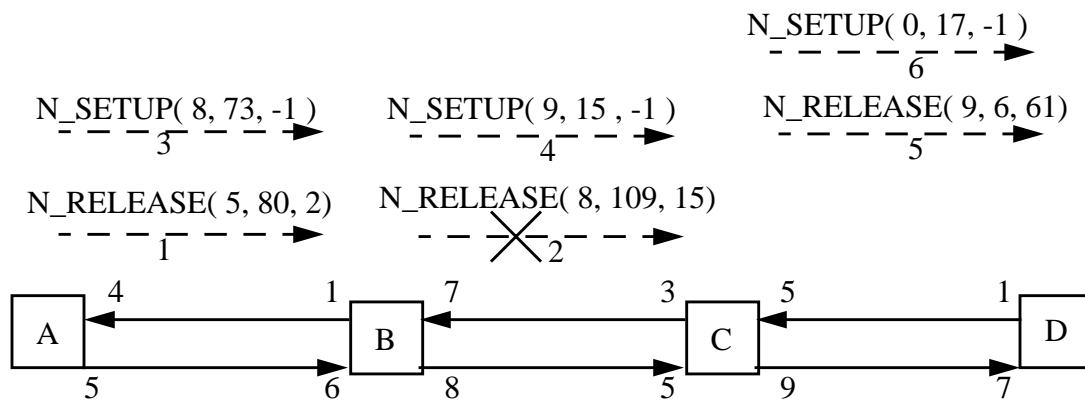 N_SETUP( 0, 17, -1 )
6
N_SETUP( 8, 73, -1 )
3
N_SETUP( 9, 15 , -1 )
4
N_RELEASE( 9, 6, 61)
5
N_RELEASE( 5, 80, 2)
1
N_RELEASE( 8, 109, 15)
2
4 1 7 3 5 1
A B C D
5 6 8 5 9 7